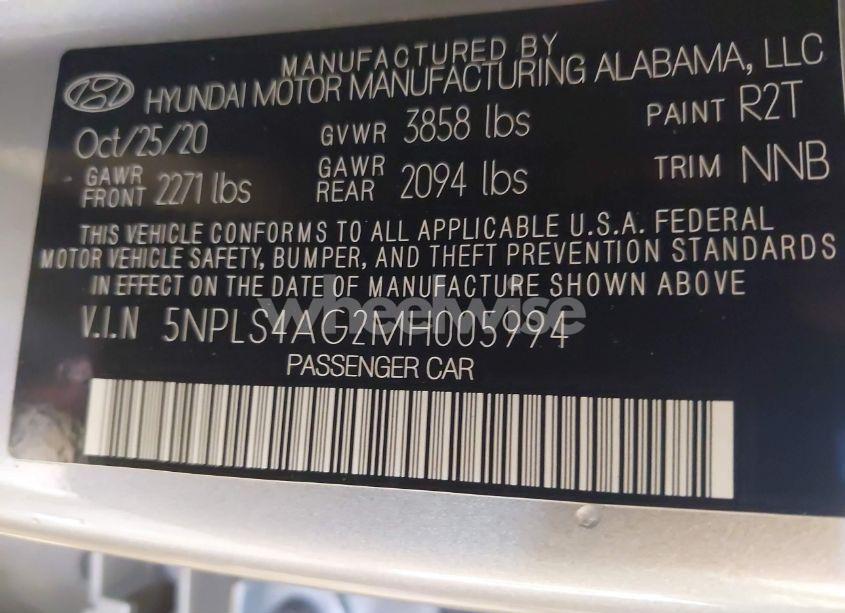 MANUFACTURED BY
HYUNDAI MOTOR MANUFACTURING ALABAMA, LLC
Oct/25/20 GVWR 3858 lbs PAINT R2T
GAWR FRONT 2271 lbs GAWR REAR 2094 lbs TRIM NNB
THIS VEHICLE CONFORMS TO ALL APPLICABLE U.S.A. FEDERAL
MOTOR VEHICLE SAFETY, BUMPER, AND THEFT PREVENTION STANDARDS
IN EFFECT ON THE DATE OF MANUFACTURE SHOWN ABOVE
wheelwise
V.I.N 5NPLS4AG2MH005994
PASSENGER CAR